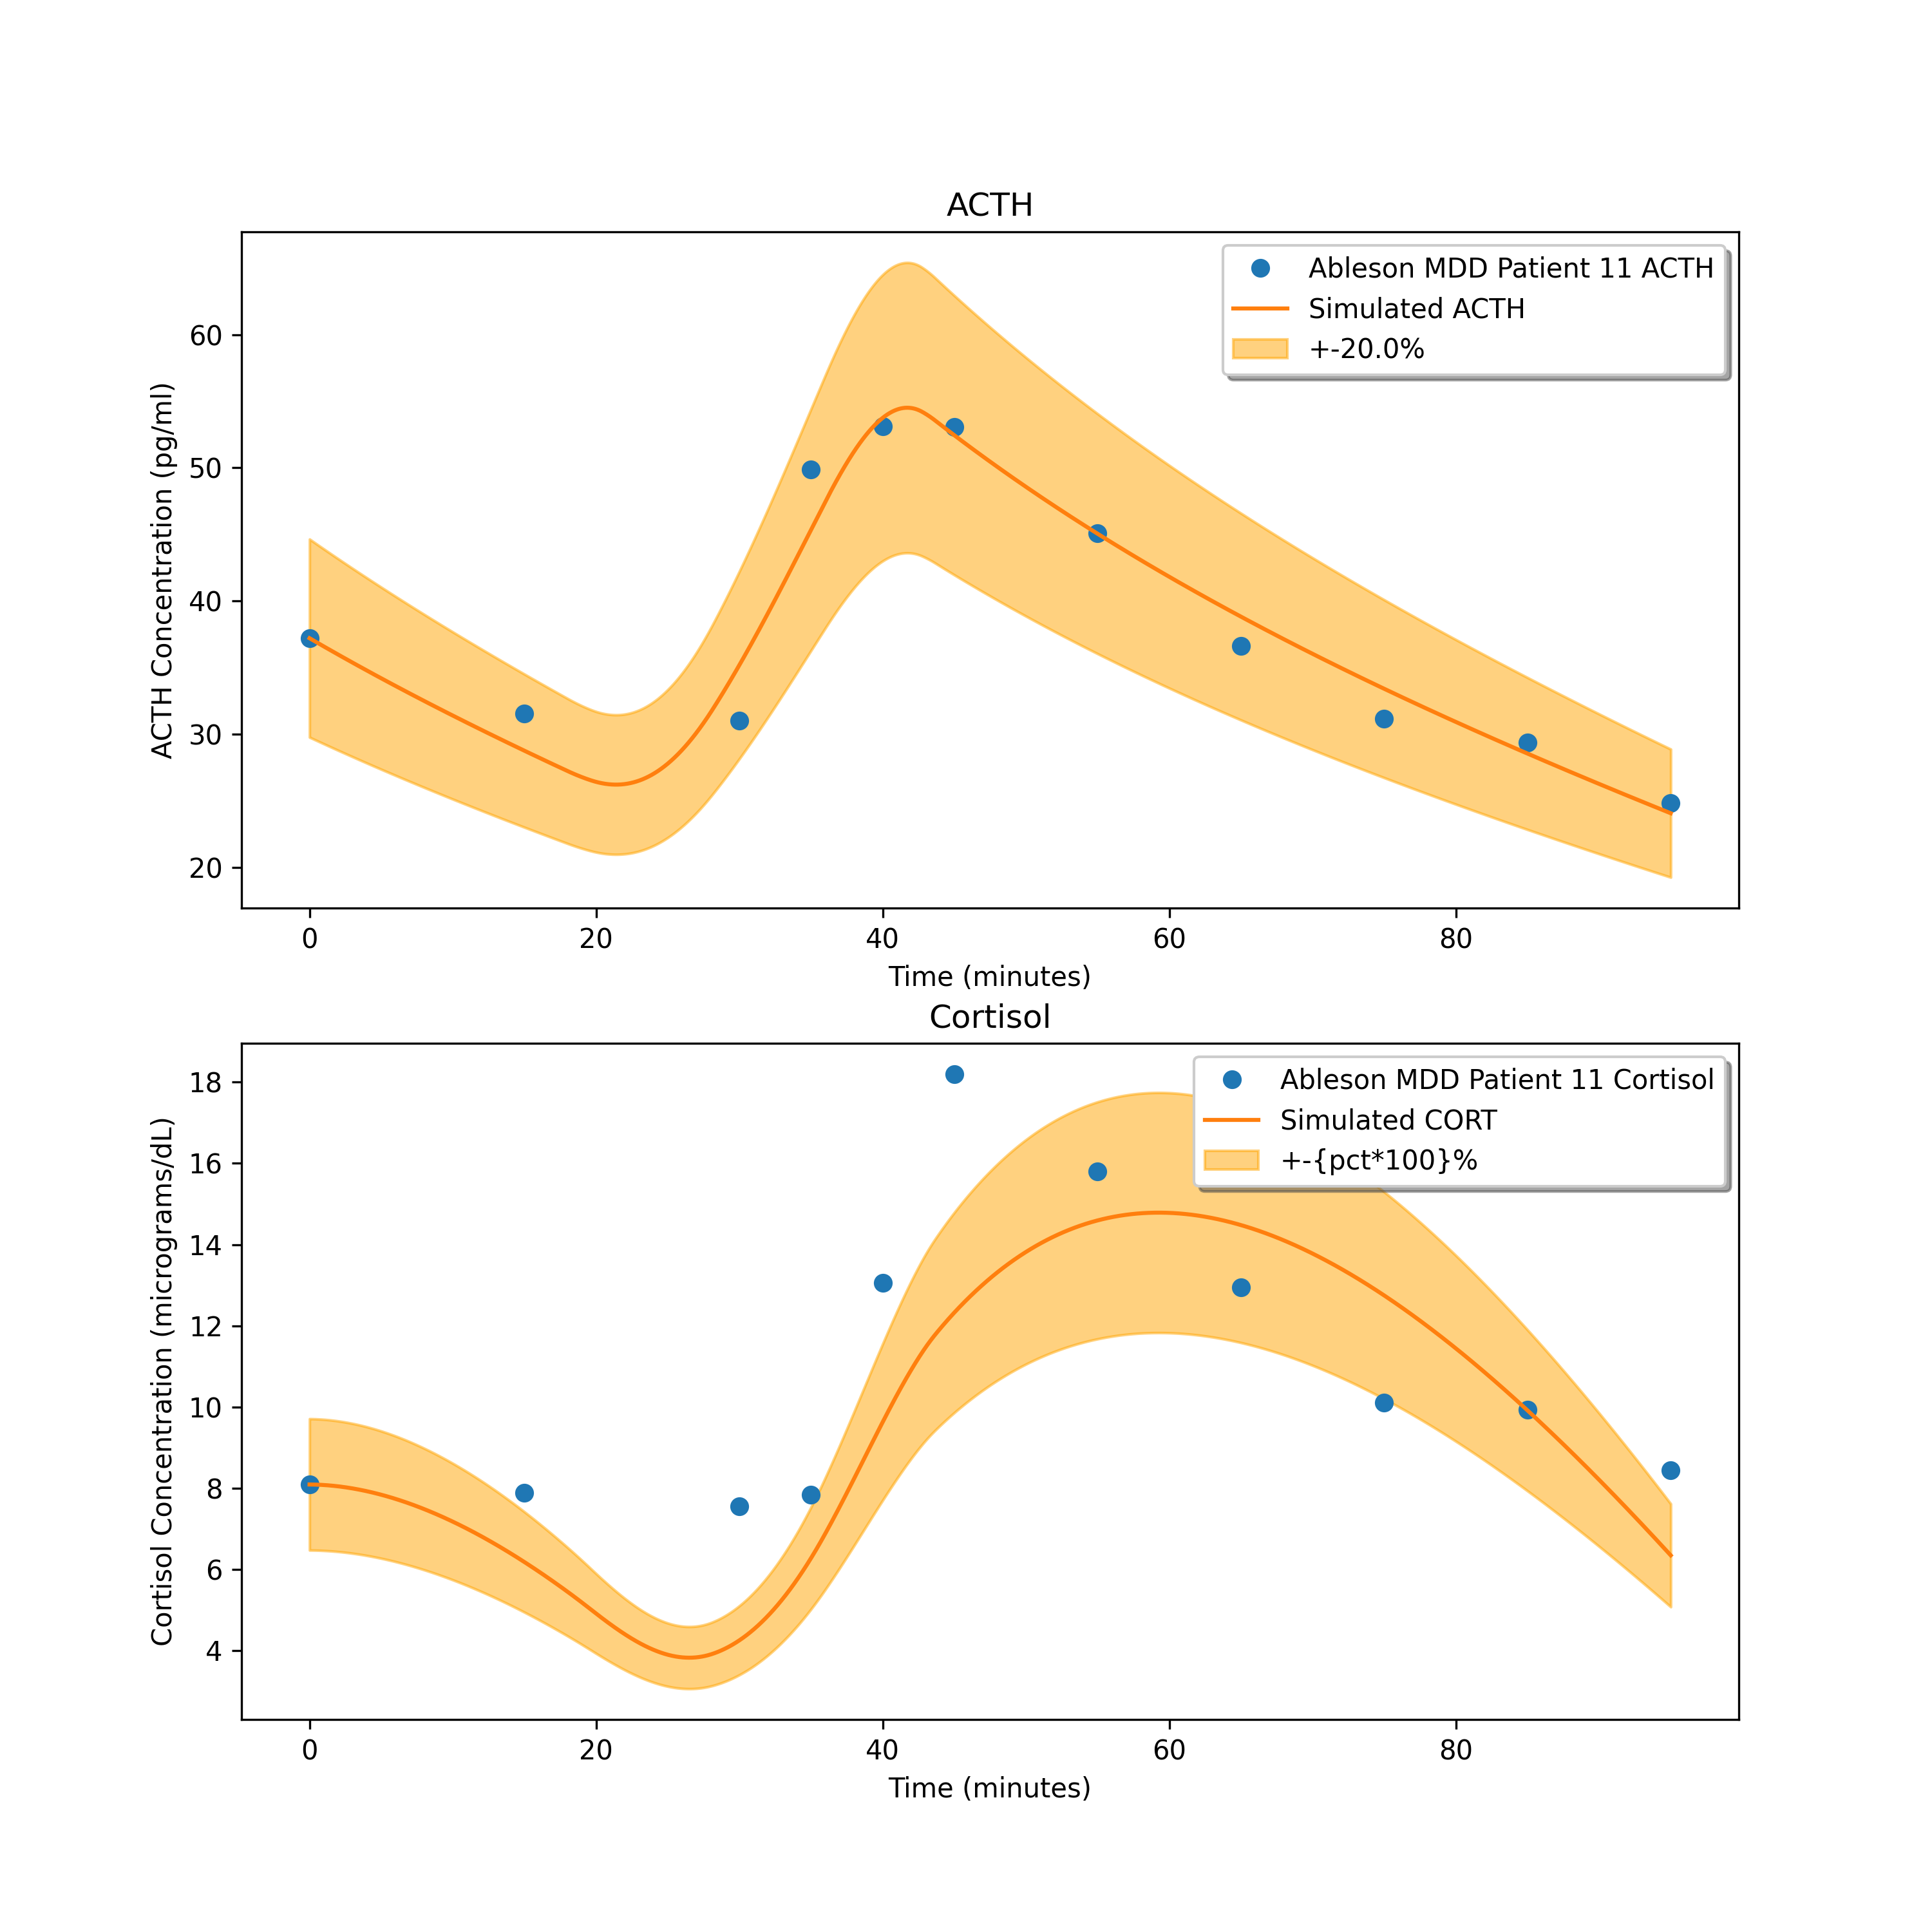 ACTH
Ableson MDD Patient 11 ACTH
Simulated ACTH
+-20.0%
ACTH Concentration (pg/ml)
60
50
40
30
20
0 20 40 60 80
Time (minutes)
Cortisol
Ableson MDD Patient 11 Cortisol
Simulated CORT
+-{pct*100}%
Cortisol Concentration (micrograms/dL)
18
16
14
12
10
8
6
4
0 20 40 60 80
Time (minutes)